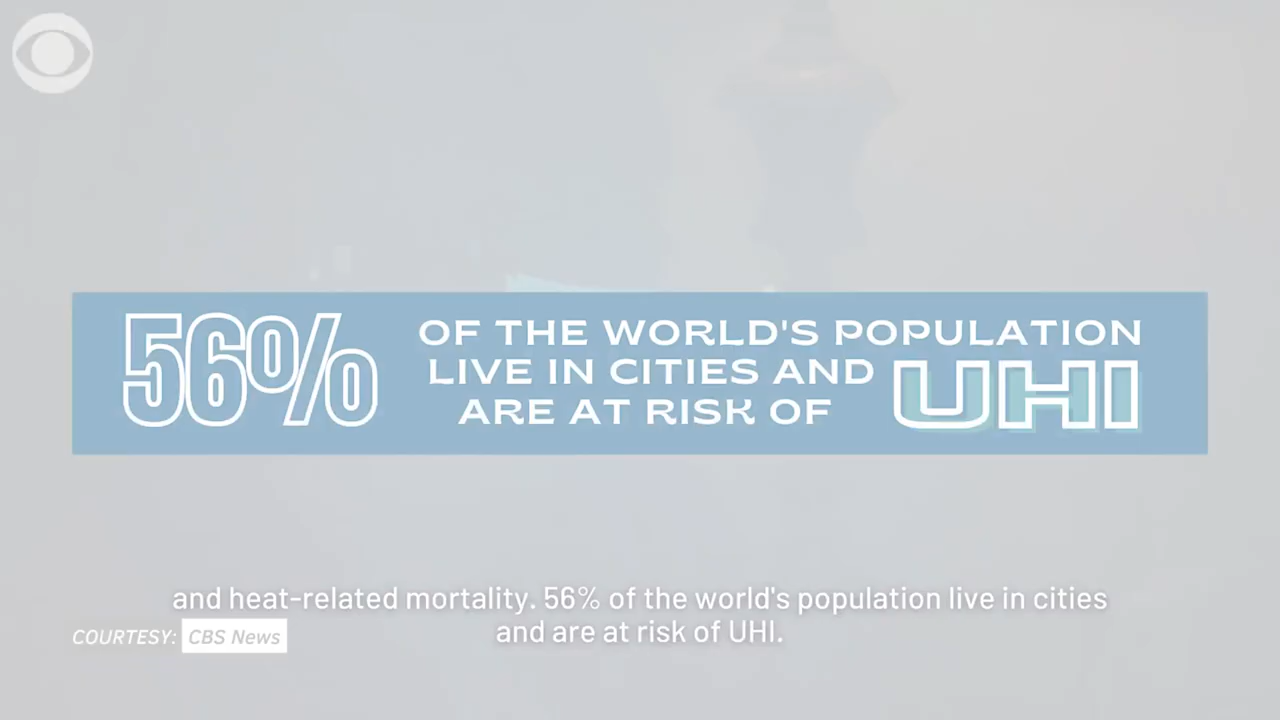 56%
OF THE WORLD'S POPULATION
LIVE IN CITIES AND
ARE AT RISK OF UHI
and heat-related mortality. 56% of the world's population live in cities
and are at risk of UHI.
COURTESY: CBS News